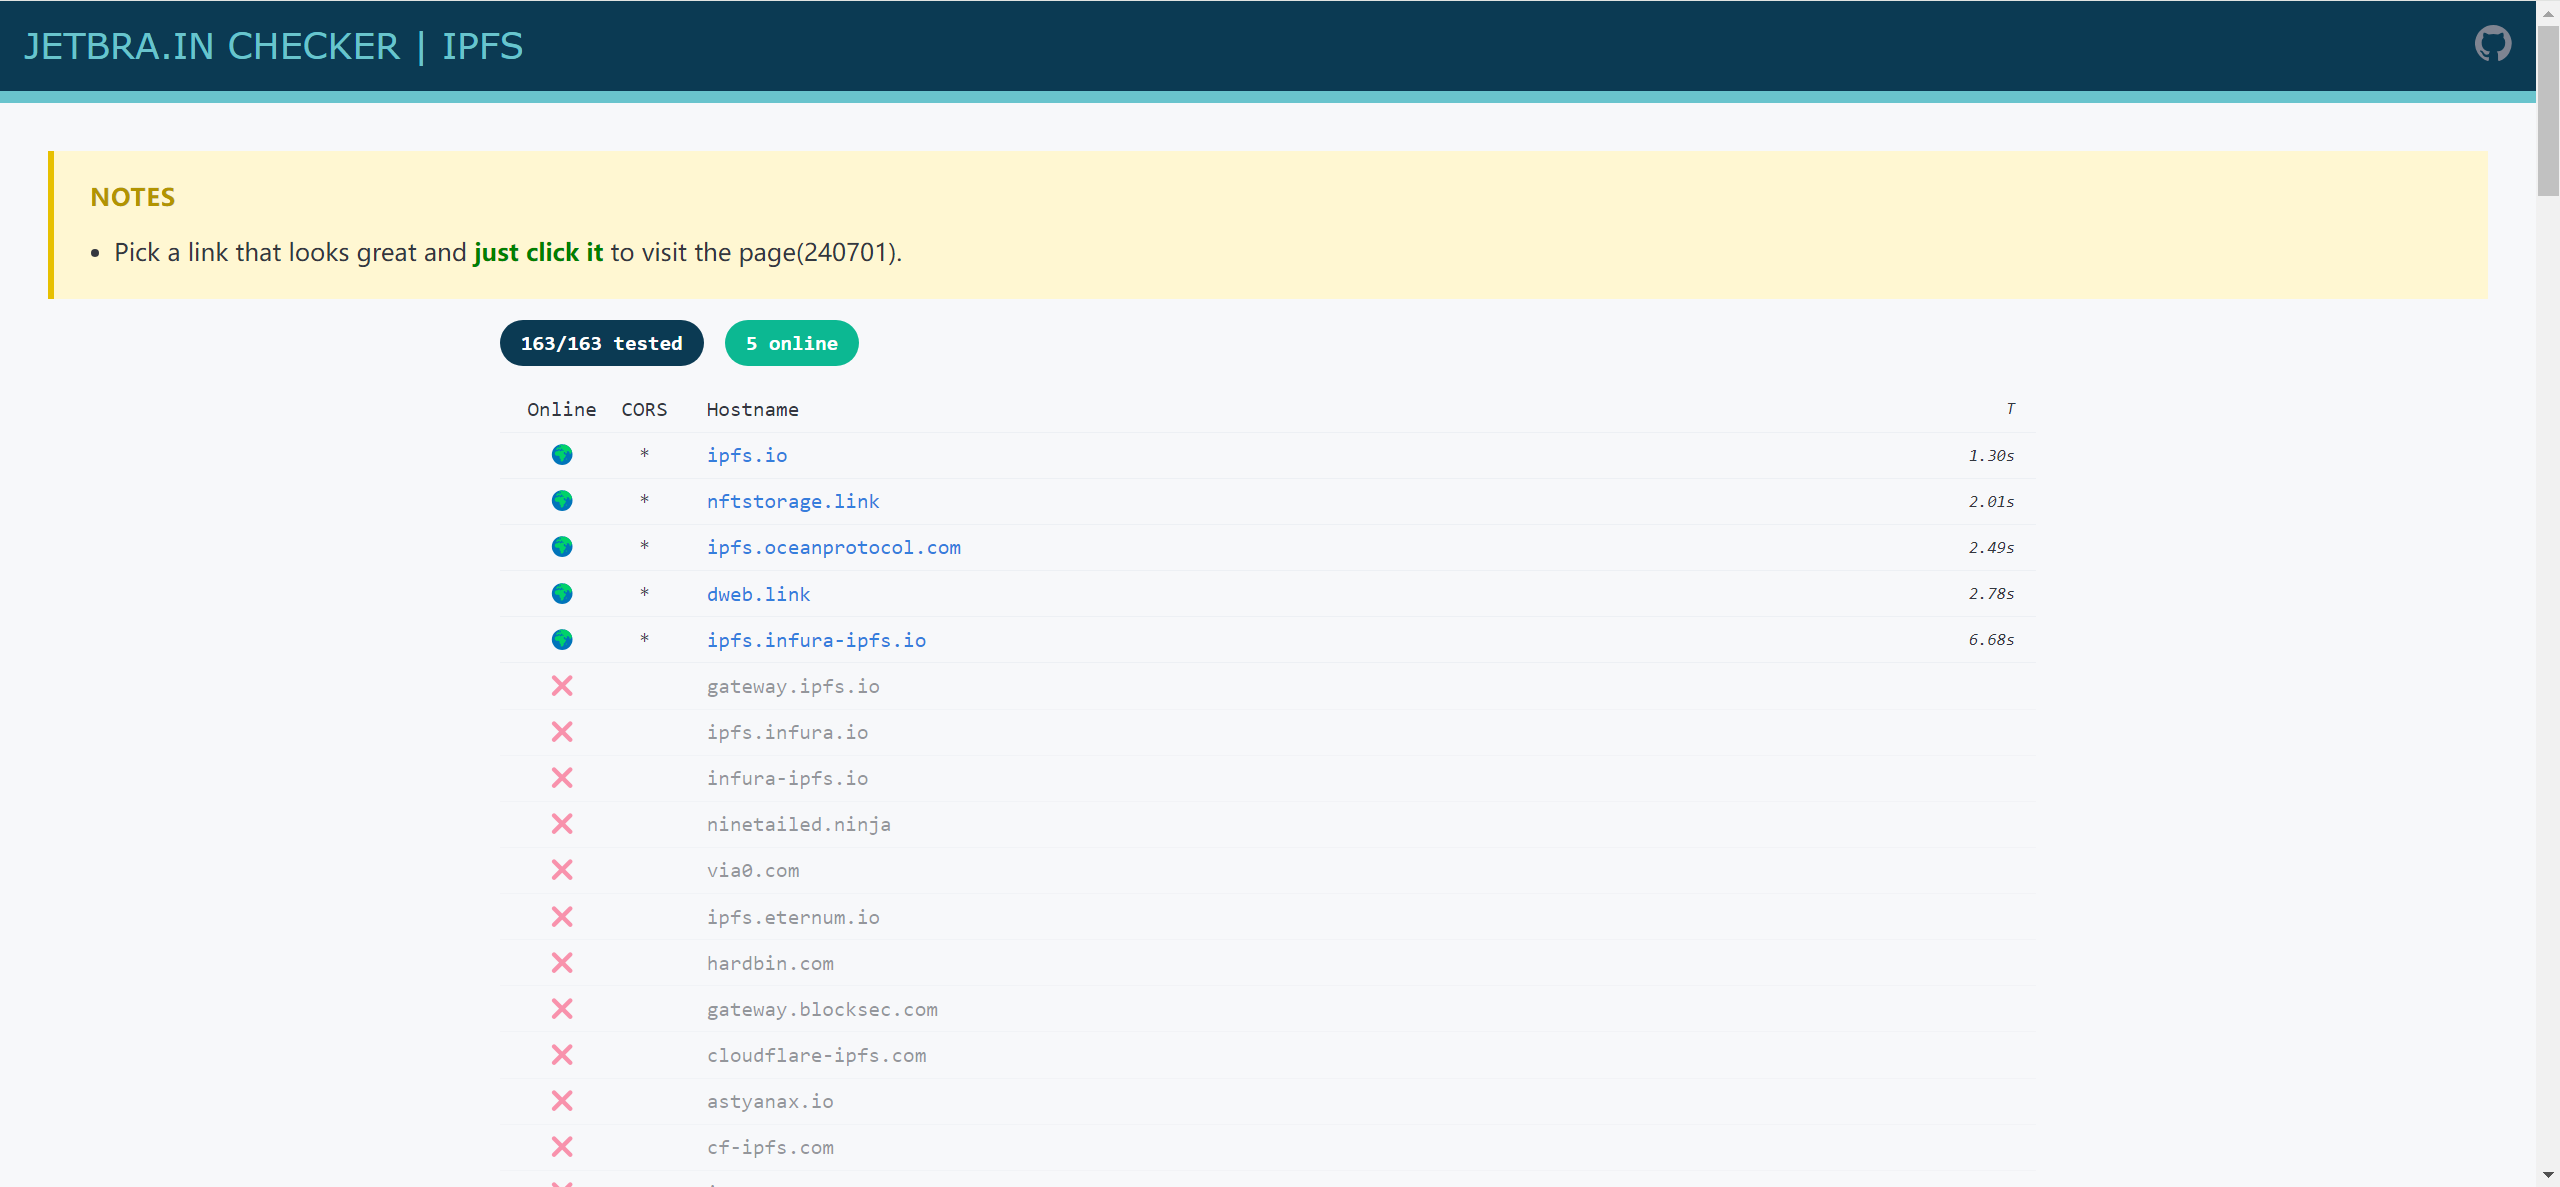 JETBRA.IN CHECKER | IPFS
NOTES
• Pick a link that looks great and just click it to visit the page(240701).
163/163 tested 5 online
Online CORS Hostname T
* ipfs.io 1.30s
* nftstorage.link 2.01s
* ipfs.oceanprotocol.com 2.49s
* dweb.link 2.78s
* ipfs.infura-ipfs.io 6.68s
gateway.ipfs.io
ipfs.infura.io
infura-ipfs.io
ninetailed.ninja
via0.com
ipfs.eternum.io
hardbin.com
gateway.blocksec.com
cloudflare-ipfs.com
astyanax.io
cf-ipfs.com